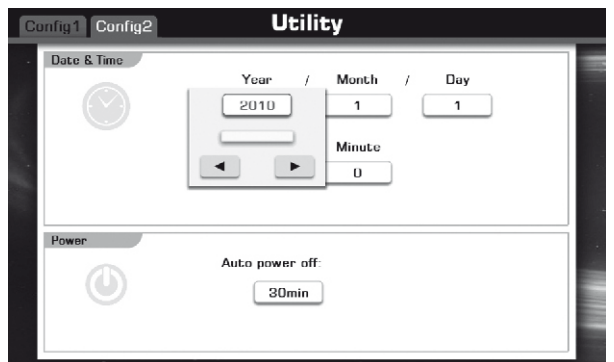 Config1 Config2 Utility
Date & Time
Year / Month / Day
2010 1 1
Minute
0
Power
Auto power off:
30min